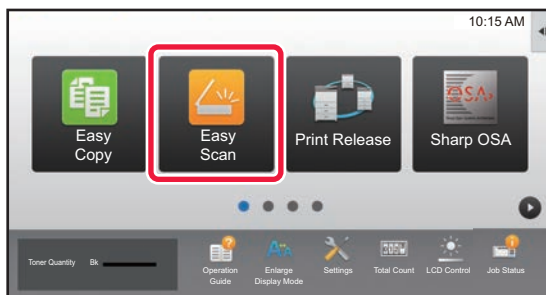 10:15 AM
Easy
Copy
Easy
Scan
Print Release
OSA
Sharp OSA
Toner Quantity Bk
Operation
Guide
Enlarge
Display Mode
Settings
Total Count
LCD Control
Job Status